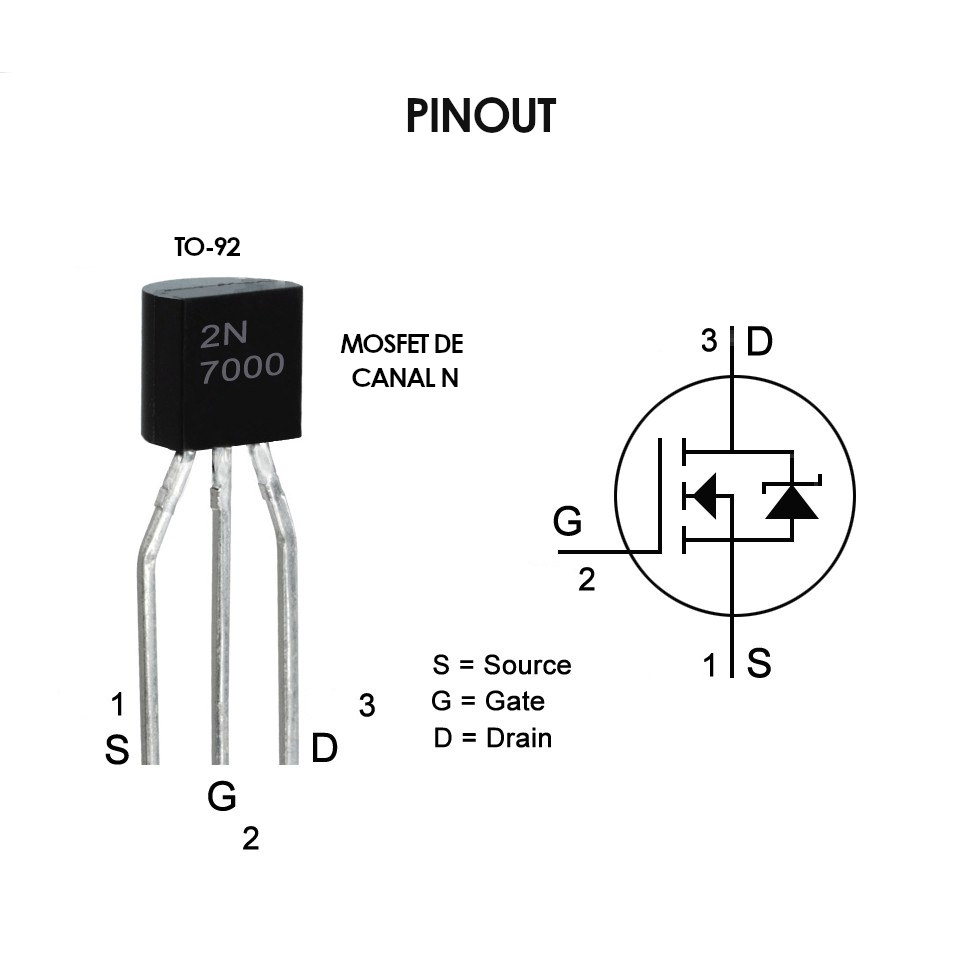 PINOUT
TO-92
2N
7000
MOSFET DE
CANAL N
3 D
G
2
1 S
S = Source
G = Gate
D = Drain
1
S
G
2
3
D